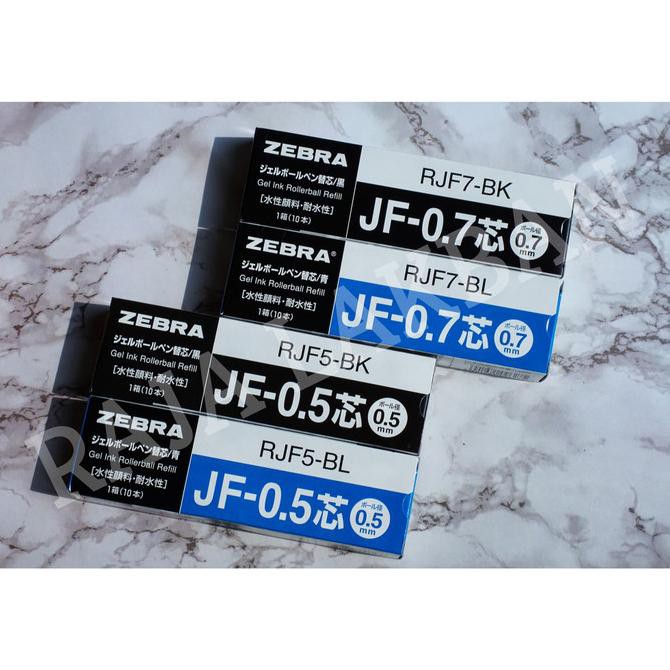 ZEBRA
ジェルボールペン替芯/黒
Gel Ink Rollerball Refill
[水性顔料・耐水性]
1箱(10本)
RJF7-BK
JF-0.7芯
ボール径
0.7
mm
ZEBRA®
ジェルボールペン替芯/青
Gel Ink Rollerball Refill
[水性顔料・耐水性]
1箱(10本)
RJF7-BL
JF-0.7芯
ボール径
0.7
mm
ZEBRA
ジェルボールペン替芯/黒
Gel Ink Rollerball Refill
[水性顔料・耐水性]
1箱(10本)
RJF5-BK
JF-0.5芯
ボール径
0.5
mm
ZEBRA
ジェルボールペン替芯/青
Gel Ink Rollerball Refill
[水性顔料・耐水性]
1箱(10本)
RJF5-BL
JF-0.5芯
ボール径
0.5
mm
RAJA LAKBAN